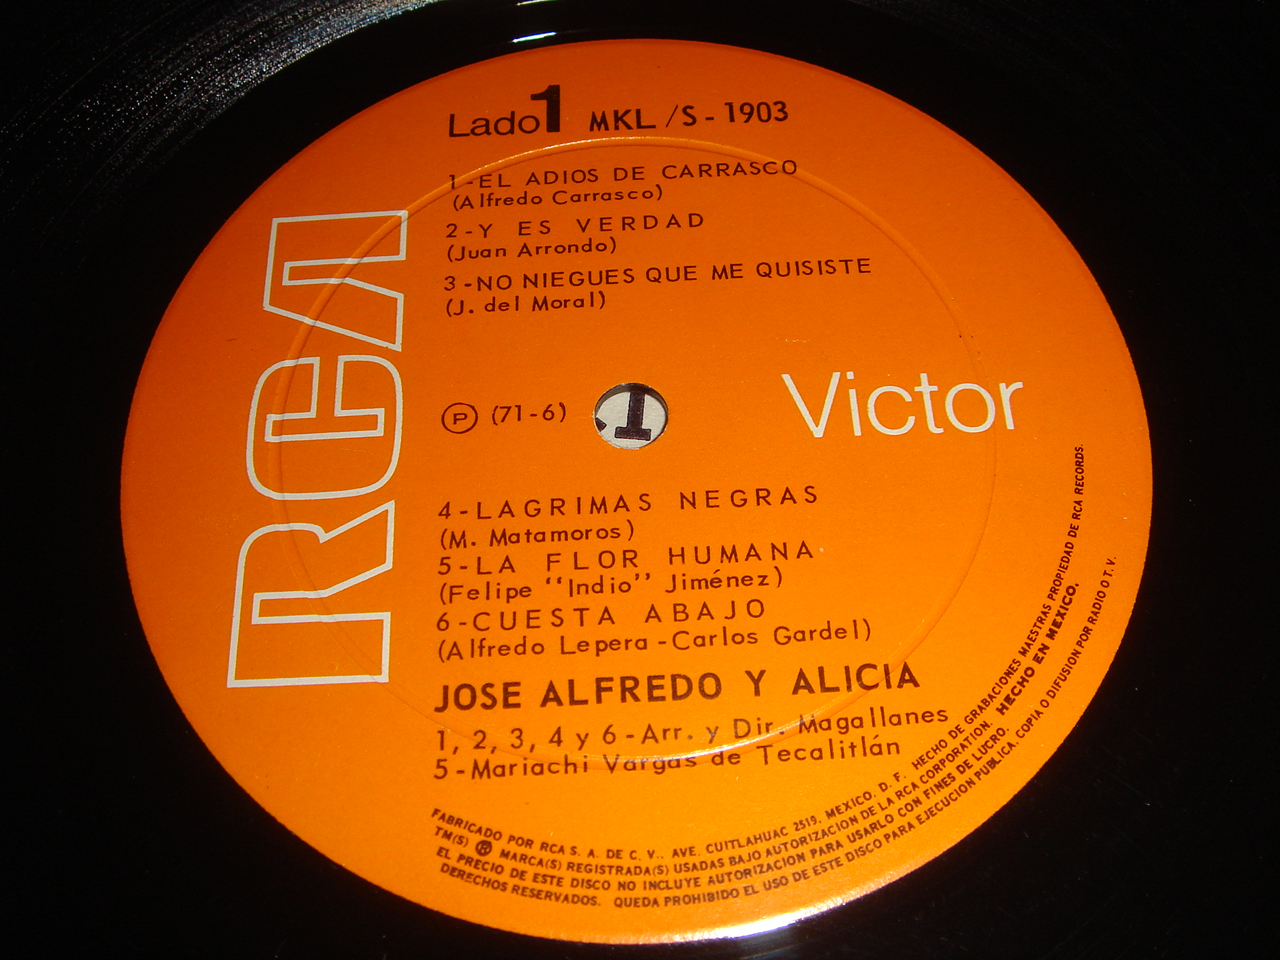 Lado 1 MKL/S-1903
1-EL ADIOS DE CARRASCO
(Alfredo Carrasco)
2-Y ES VERDAD
(Juan Arrondo)
3-NO NIEGUES QUE ME QUISISTE
(J. del Moral)
RCA
Victor
Ⓟ (71-6)
1
4-LAGRIMAS NEGRAS
(M. Matamoros)
5-LA FLOR HUMANA
(Felipe "Indio" Jiménez)
6-CUESTA ABAJO
(Alfredo Lepera-Carlos Gardel)
JOSE ALFREDO Y ALICIA
1, 2, 3, 4 y 6-Arr. y Dir. Magallanes
5-Mariachi Vargas de Tecalitlán
FABRICADO POR RCA S. A. DE C. V., AVE. CUITLAHUAC 2519, MEXICO, D. F. HECHO DE GRABACIONES MAESTRAS PROPIEDAD DE RCA RECORDS.
TM(S) ® MARCA(S) REGISTRADA(S) USADAS BAJO AUTORIZACION DE LA RCA CORPORATION. HECHO EN MEXICO.
EL PRECIO DE ESTE DISCO NO INCLUYE AUTORIZACION PARA USARLO CON FINES DE LUCRO.
DERECHOS RESERVADOS. QUEDA PROHIBIDO EL USO DE ESTE DISCO PARA EJECUCION PUBLICA, COPIA O DIFUSION POR RADIO O T. V.